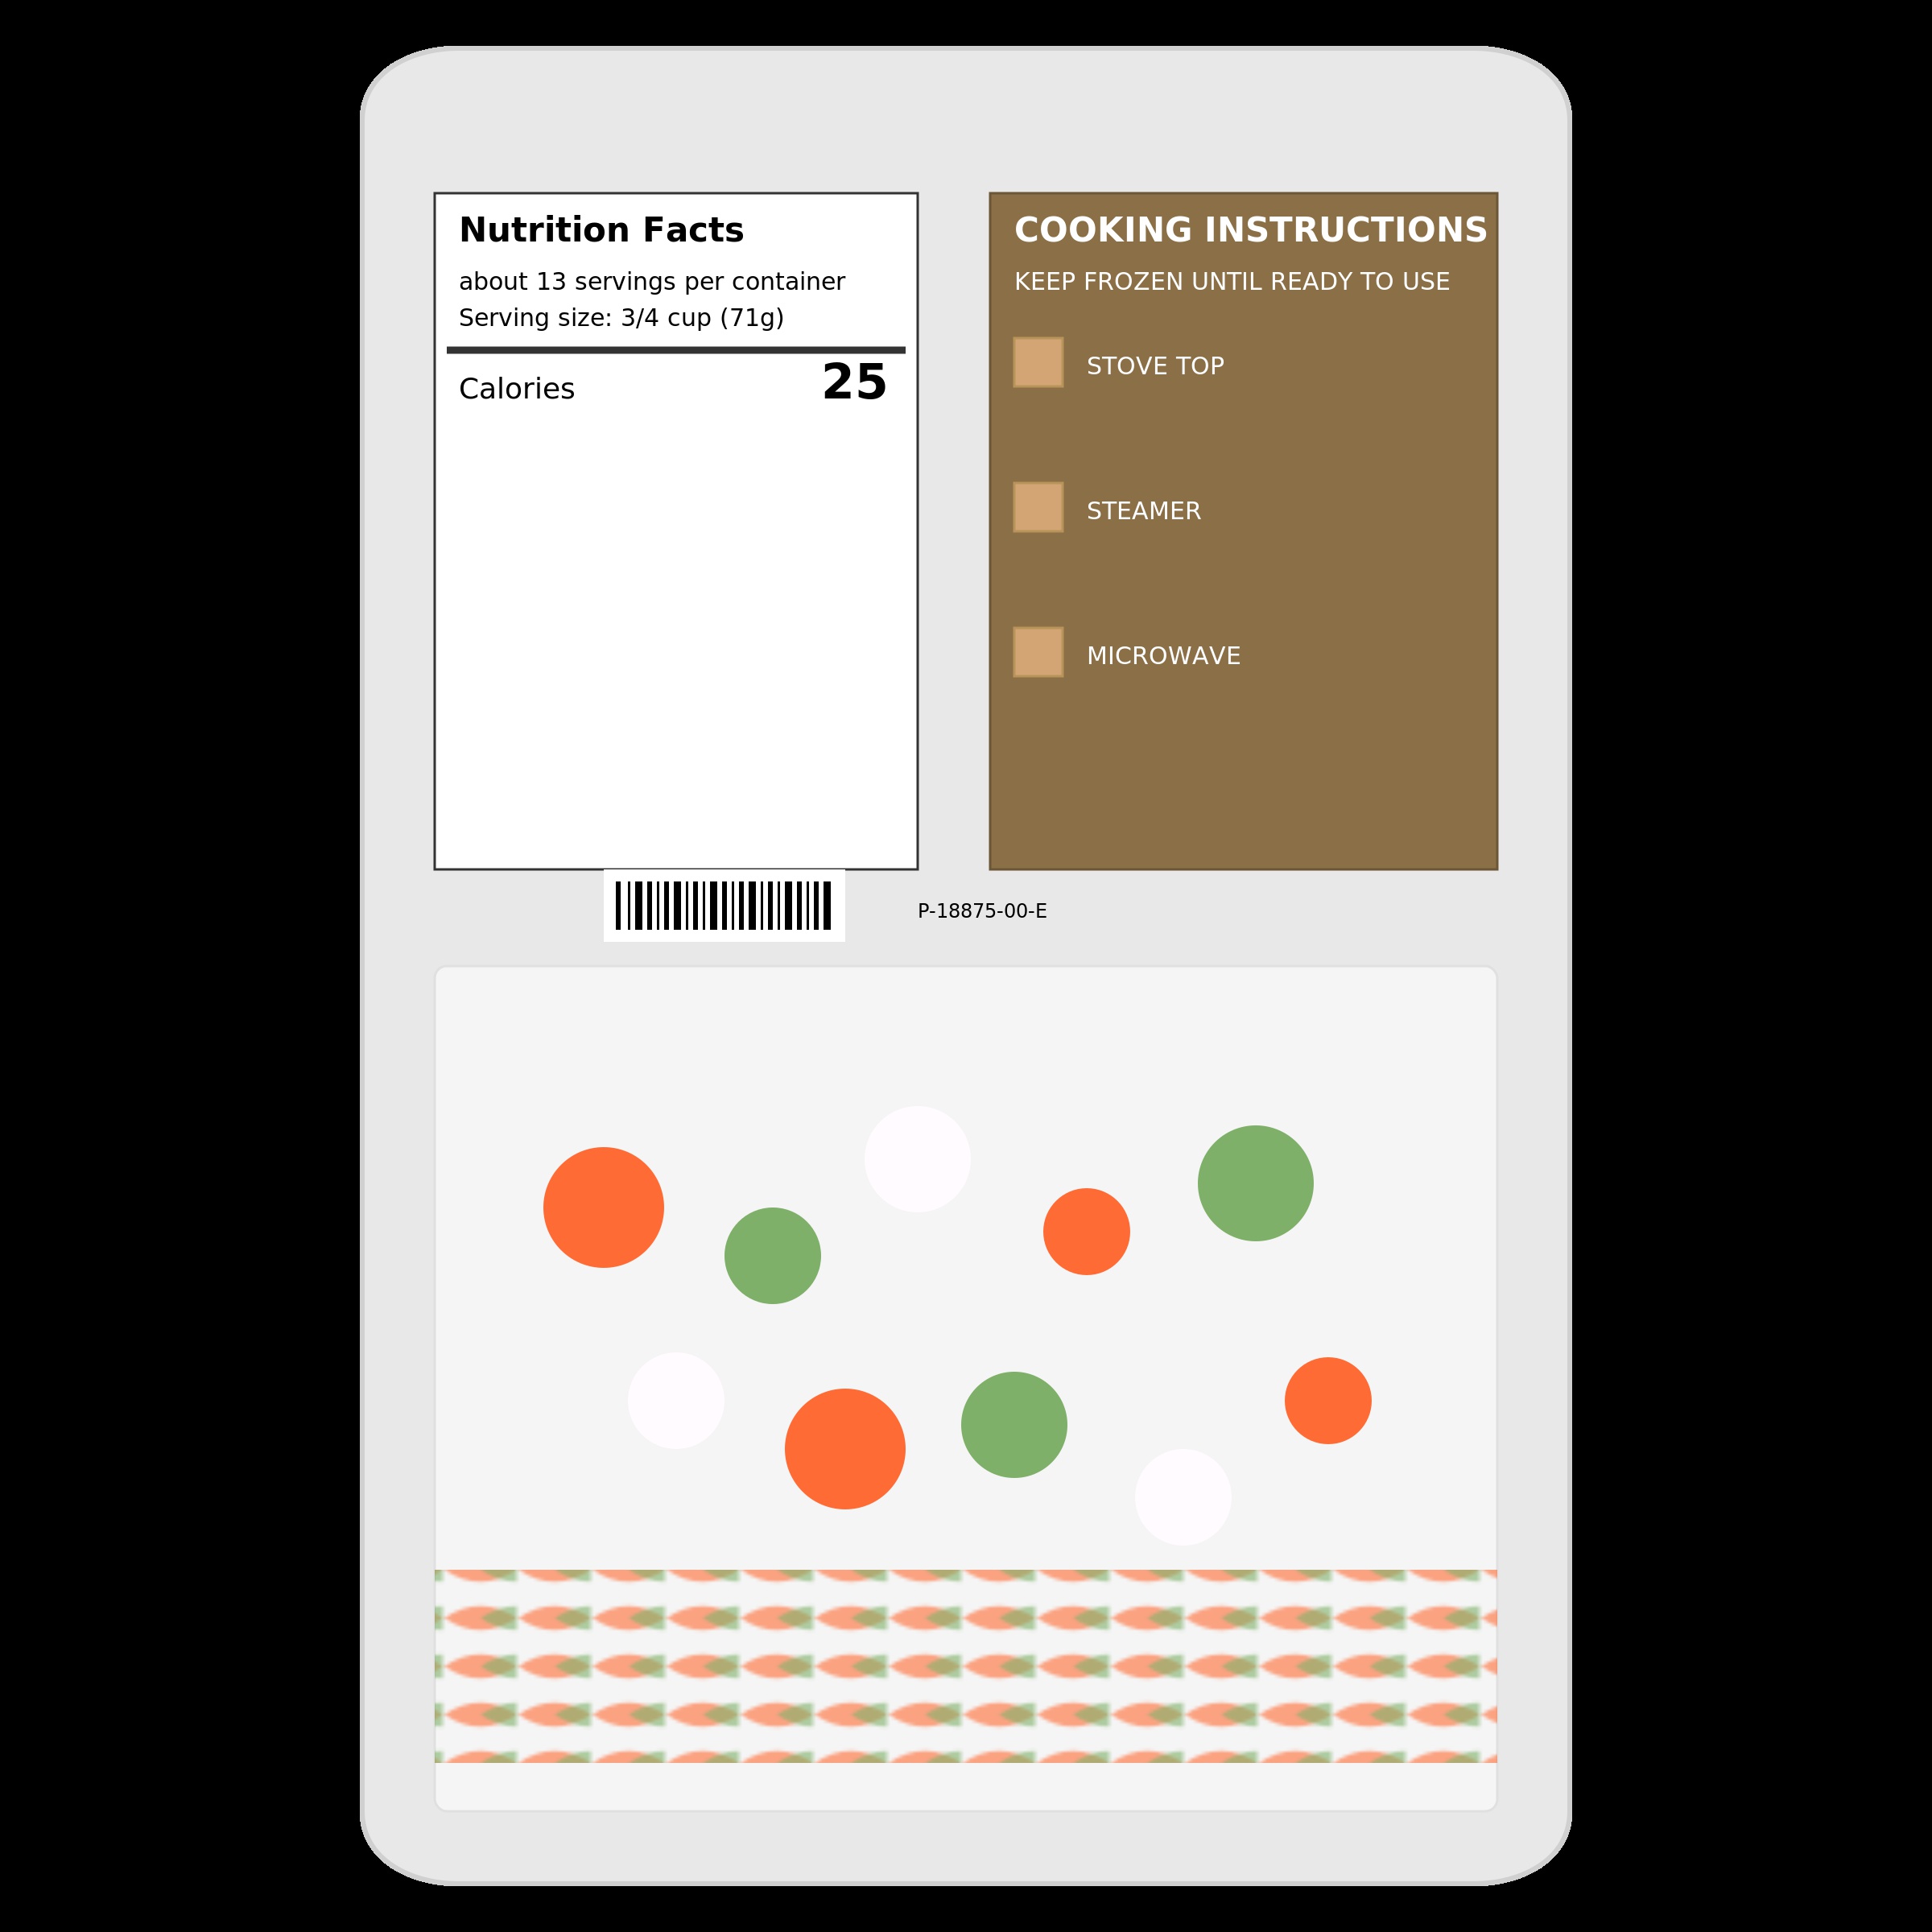 Nutrition Facts
about 13 servings per container
Serving size: 3/4 cup (71g)
Calories 25
COOKING INSTRUCTIONS
KEEP FROZEN UNTIL READY TO USE
STOVE TOP
STEAMER
MICROWAVE
P-18875-00-E